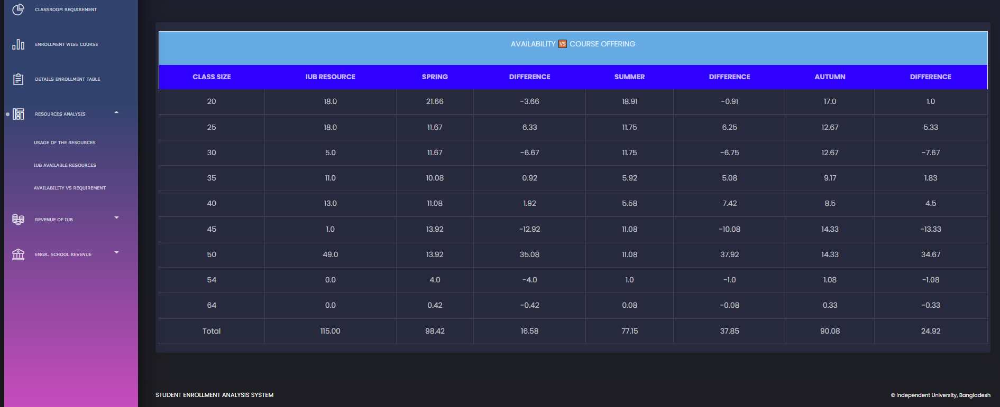 CLASSROOM REQUIREMENT
ENROLLMENT WISE COURSE
DETAILS ENROLLMENT TABLE
RESOURCES ANALYSIS
USAGE OF THE RESOURCES
IUB AVAILABLE RESOURCES
AVAILABILITY VS REQUIREMENT
REVENUE OF IUB
ENGR. SCHOOL REVENUE
AVAILABILITY VS COURSE OFFERING
CLASS SIZE IUB RESOURCE SPRING DIFFERENCE SUMMER DIFFERENCE AUTUMN DIFFERENCE
20 18.0 21.66 -3.66 18.91 -0.91 17.0 1.0
25 18.0 11.67 6.33 11.75 6.25 12.67 5.33
30 5.0 11.67 -6.67 11.75 -6.75 12.67 -7.67
35 11.0 10.08 0.92 5.92 5.08 9.17 1.83
40 13.0 11.08 1.92 5.58 7.42 8.5 4.5
45 1.0 13.92 -12.92 11.08 -10.08 14.33 -13.33
50 49.0 13.92 35.08 11.08 37.92 14.33 34.67
54 0.0 4.0 -4.0 1.0 -1.0 1.08 -1.08
64 0.0 0.42 -0.42 0.08 -0.08 0.33 -0.33
Total 115.00 98.42 16.58 77.15 37.85 90.08 24.92
STUDENT ENROLLMENT ANALYSIS SYSTEM
© Independent University, Bangladesh